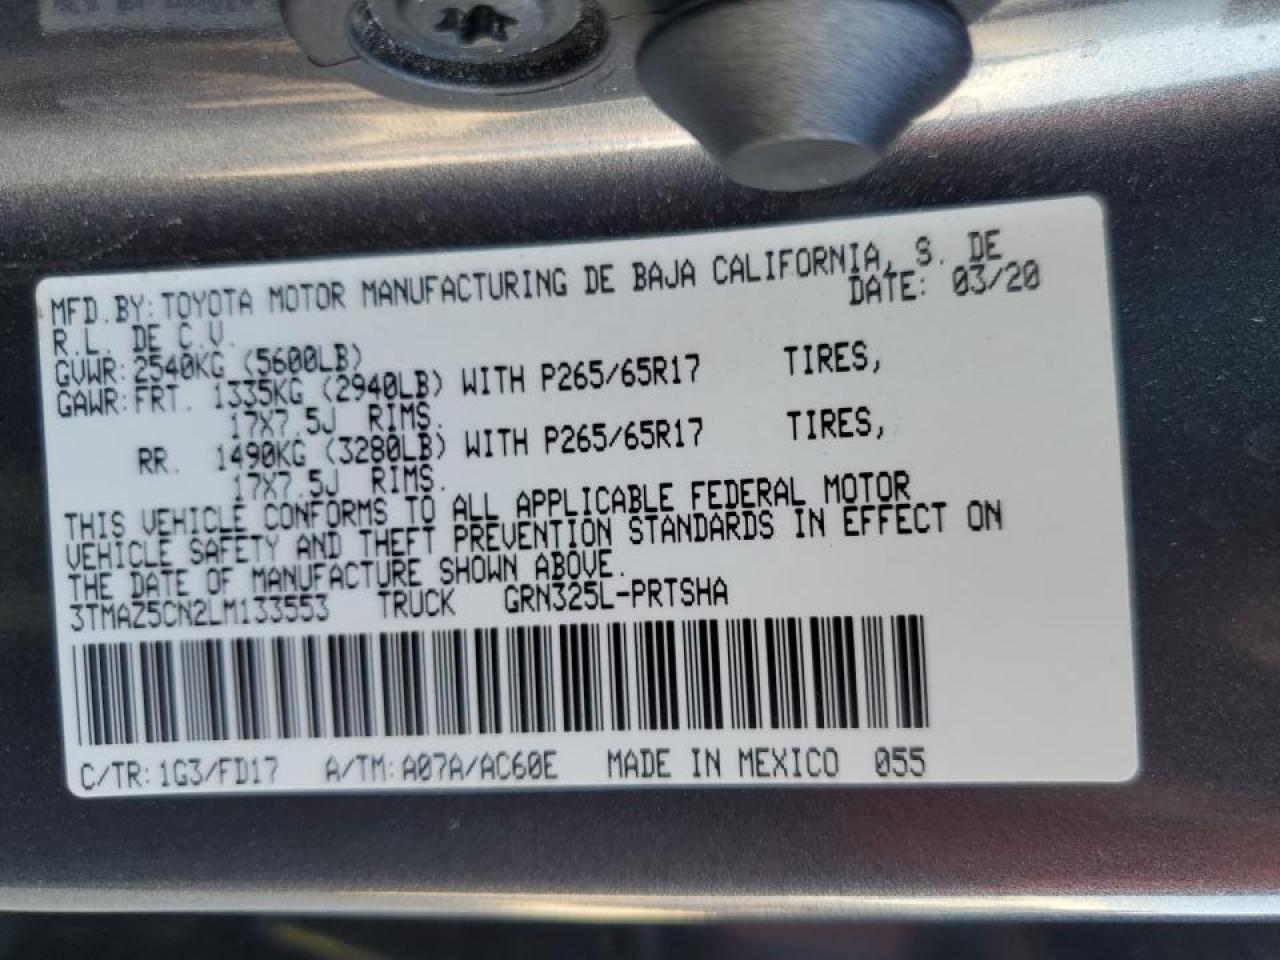 MFD.BY: TOYOTA MOTOR MANUFACTURING DE BAJA CALIFORNIA, S. DE
R.L. DE C.V. DATE: 03/20
GVWR: 2540KG (5600LB)
GAWR: FRT. 1335KG (2940LB) WITH P265/65R17 TIRES,
17X7.5J RIMS.
RR. 1490KG (3280LB) WITH P265/65R17 TIRES,
17X7.5J RIMS.
THIS VEHICLE CONFORMS TO ALL APPLICABLE FEDERAL MOTOR
VEHICLE SAFETY AND THEFT PREVENTION STANDARDS IN EFFECT ON
THE DATE OF MANUFACTURE SHOWN ABOVE.
3TMAZ5CN2LM133553 TRUCK GRN325L-PRTSHA
C/TR: 1G3/FD17 A/TM: A07A/AC60E MADE IN MEXICO 055